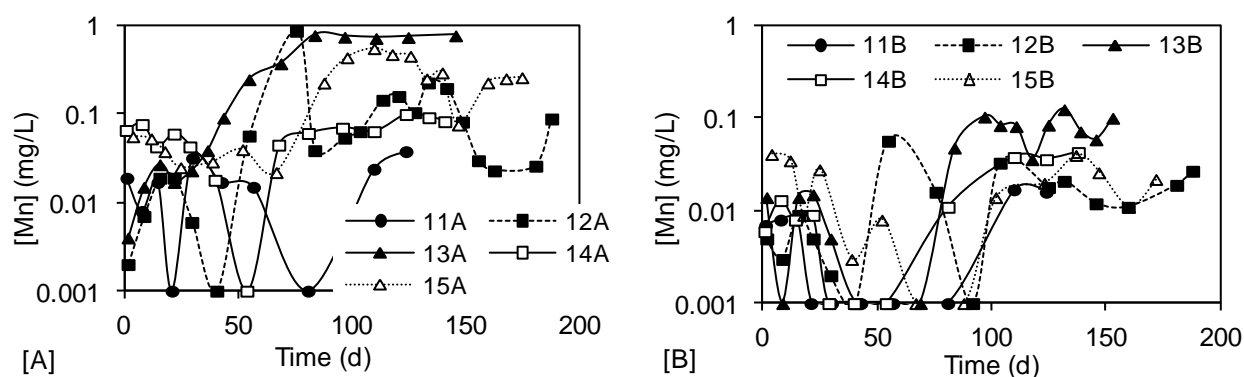 1
0.1
0.01
0.001
[Mn] (mg/L)
11A 12A
13A 14A
15A
0 50 100 150 200
Time (d)
[A]
1
0.1
0.01
0.001
[Mn] (mg/L)
11B 12B 13B
14B 15B
0 50 100 150 200
Time (d)
[B]